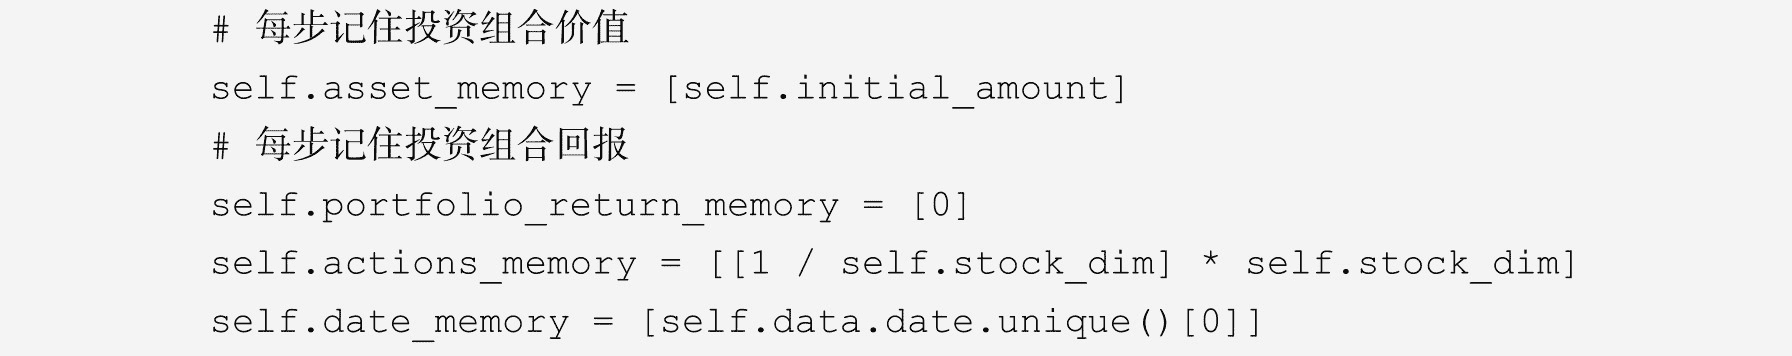 # 每步记住投资组合价值
self.asset_memory = [self.initial_amount]
# 每步记住投资组合回报
self.portfolio_return_memory = [0]
self.actions_memory = [[1 / self.stock_dim] * self.stock_dim]
self.date_memory = [self.data.date.unique()[0]]